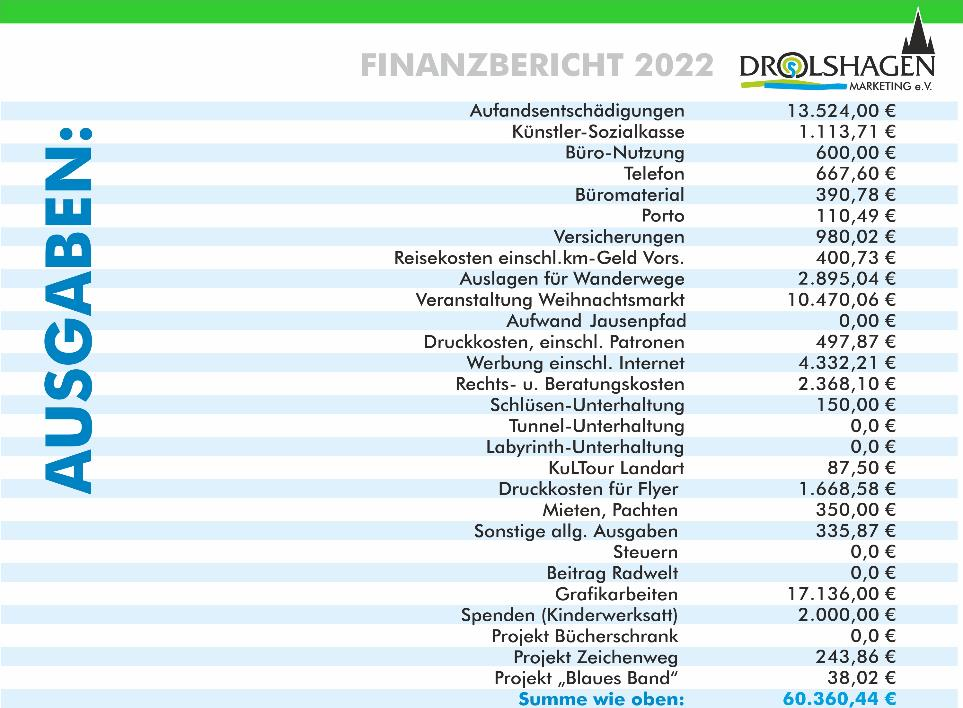 FINANZBERICHT 2022
DROLSHAGEN
MARKETING e.V.
AUSGABEN:
Aufandsentschädigungen 13.524,00 €
Künstler-Sozialkasse 1.113,71 €
Büro-Nutzung 600,00 €
Telefon 667,60 €
Büromaterial 390,78 €
Porto 110,49 €
Versicherungen 980,02 €
Reisekosten einschl.km-Geld Vors. 400,73 €
Auslagen für Wanderwege 2.895,04 €
Veranstaltung Weihnachtsmarkt 10.470,06 €
Aufwand Jausenpfad 0,00 €
Druckkosten, einschl. Patronen 497,87 €
Werbung einschl. Internet 4.332,21 €
Rechts- u. Beratungskosten 2.368,10 €
Schlüsen-Unterhaltung 150,00 €
Tunnel-Unterhaltung 0,0 €
Labyrinth-Unterhaltung 0,0 €
KuLTour Landart 87,50 €
Druckkosten für Flyer 1.668,58 €
Mieten, Pachten 350,00 €
Sonstige allg. Ausgaben 335,87 €
Steuern 0,0 €
Beitrag Radwelt 0,0 €
Grafikarbeiten 17.136,00 €
Spenden (Kinderwerksatt) 2.000,00 €
Projekt Bücherschrank 0,0 €
Projekt Zeichenweg 243,86 €
Projekt „Blaues Band“ 38,02 €
Summe wie oben: 60.360,44 €